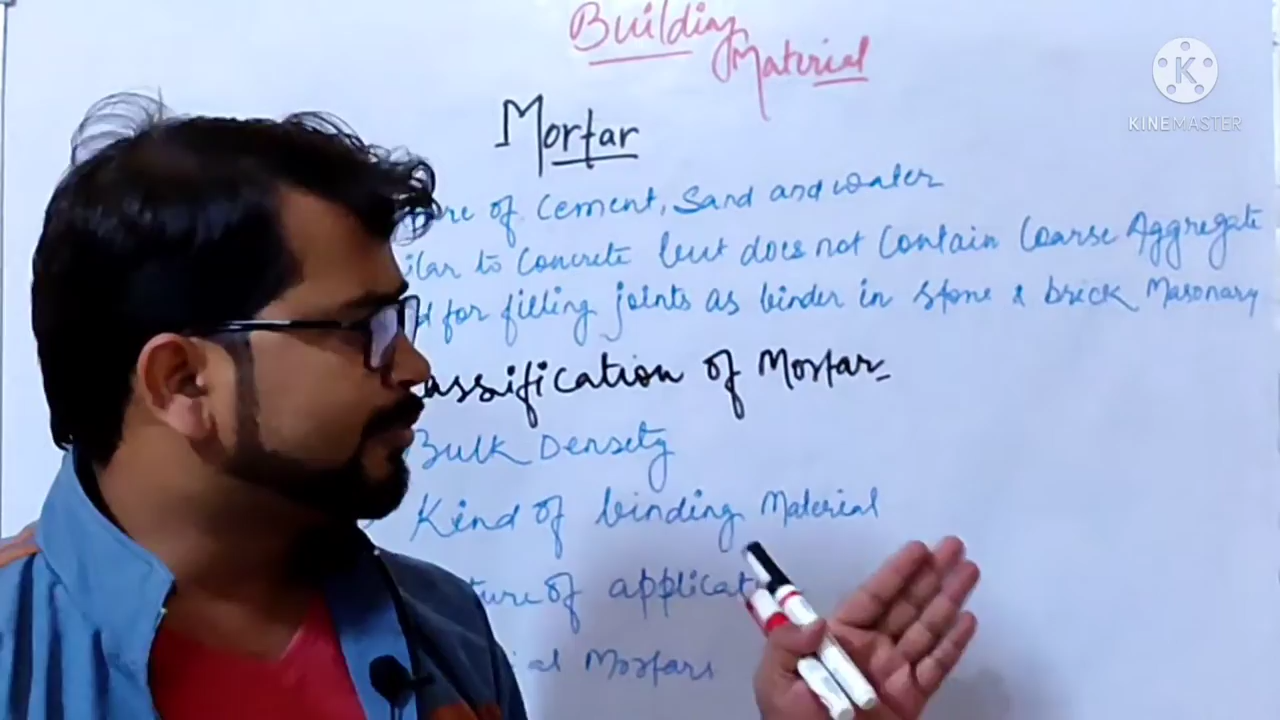 Building
Material
K
KINEMASTER
Mortar
of Cement, Sand and water
to Concrete but does not Contain Coarse Aggregate
for filling joints as binder in stone & brick Masonary
assification of Mortar
Bulk Density
Kind of binding Material
ture of applicat
ial Mortars